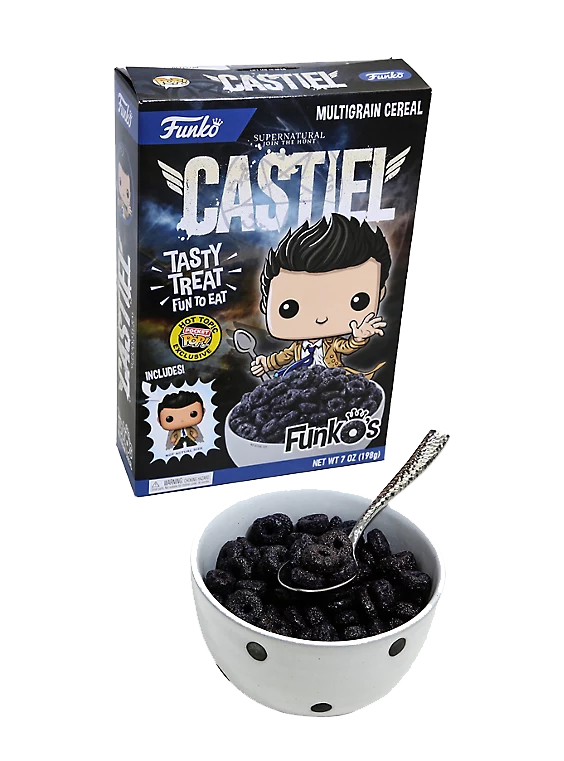 CASTIEL
Funko
Funko
MULTIGRAIN CEREAL
SUPERNATURAL
JOIN THE HUNT
CASTIEL
TASTY
TREAT
FUN TO EAT
HOT TOPIC
POCKET
POP!
EXCLUSIVE
INCLUDES!
Funko's
WARNING:
NET WT 7 OZ (198g)
Funko
CASTIEL